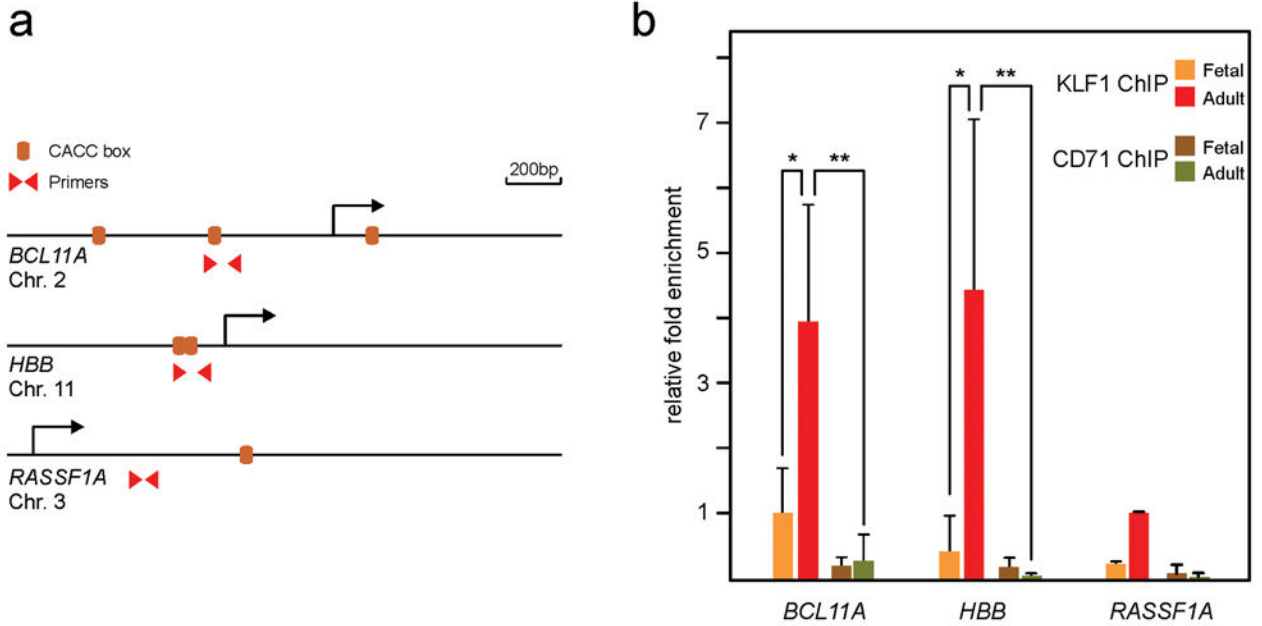 a
CACC box
Primers
200bp
BCL11A
Chr. 2
HBB
Chr. 11
RASSF1A
Chr. 3
b
relative fold enrichment
7
5
3
1
* **
* **
KLF1 ChIP
Fetal
Adult
CD71 ChIP
Fetal
Adult
BCL11A
HBB
RASSF1A